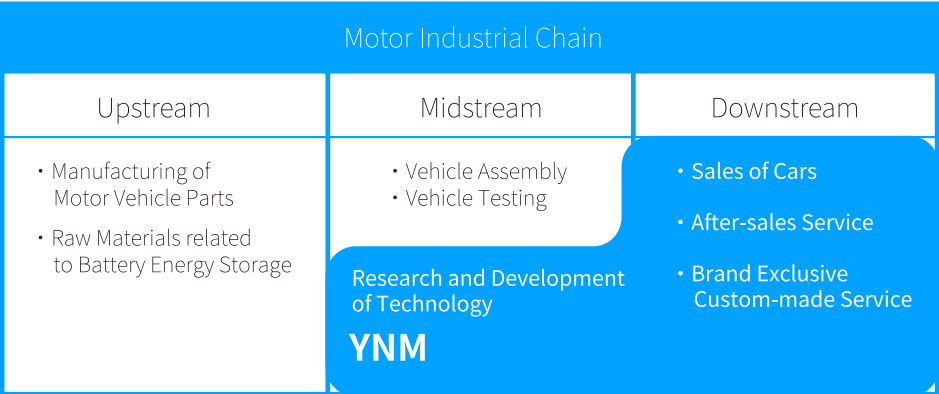 Motor Industrial Chain
Upstream
Midstream
Downstream
・Manufacturing of
Motor Vehicle Parts
・Raw Materials related
to Battery Energy Storage
・Vehicle Assembly
・Vehicle Testing
Research and Development
of Technology
YNM
・Sales of Cars
・After-sales Service
・Brand Exclusive
Custom-made Service